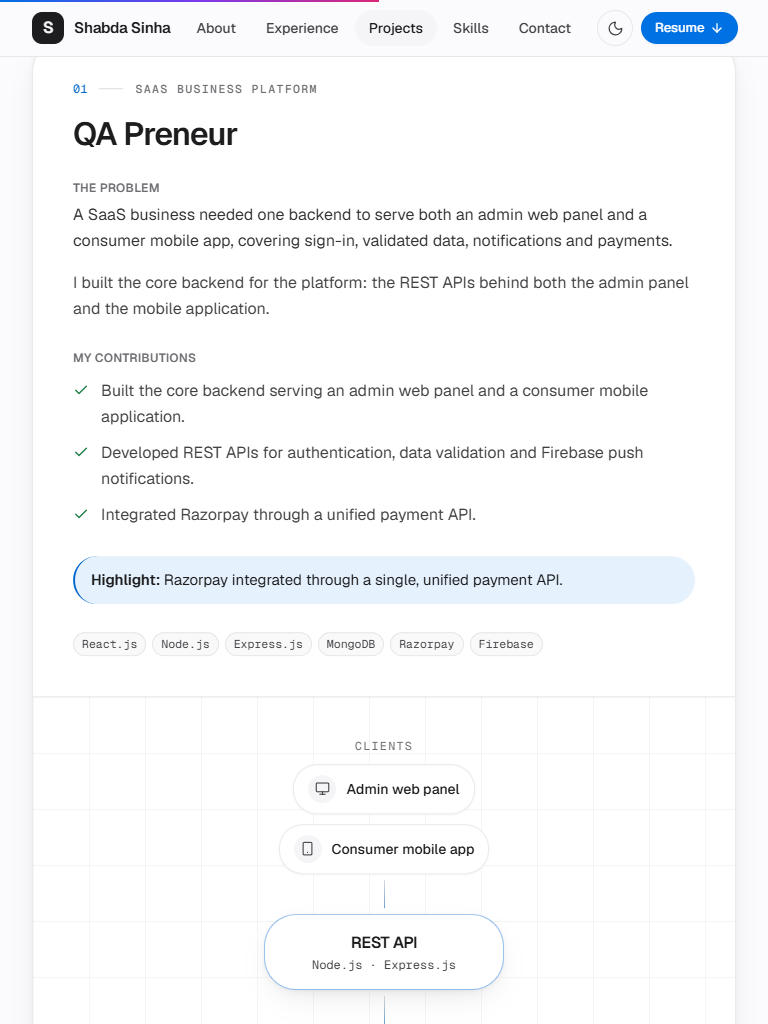 S Shabda Sinha About Experience Projects Skills Contact Resume ↓
01 SAAS BUSINESS PLATFORM
QA Preneur
THE PROBLEM
A SaaS business needed one backend to serve both an admin web panel and a
consumer mobile app, covering sign-in, validated data, notifications and payments.
I built the core backend for the platform: the REST APIs behind both the admin panel
and the mobile application.
MY CONTRIBUTIONS
Built the core backend serving an admin web panel and a consumer mobile
application.
Developed REST APIs for authentication, data validation and Firebase push
notifications.
Integrated Razorpay through a unified payment API.
Highlight: Razorpay integrated through a single, unified payment API.
React.js Node.js Express.js MongoDB Razorpay Firebase
CLIENTS
Admin web panel
Consumer mobile app
REST API
Node.js · Express.js